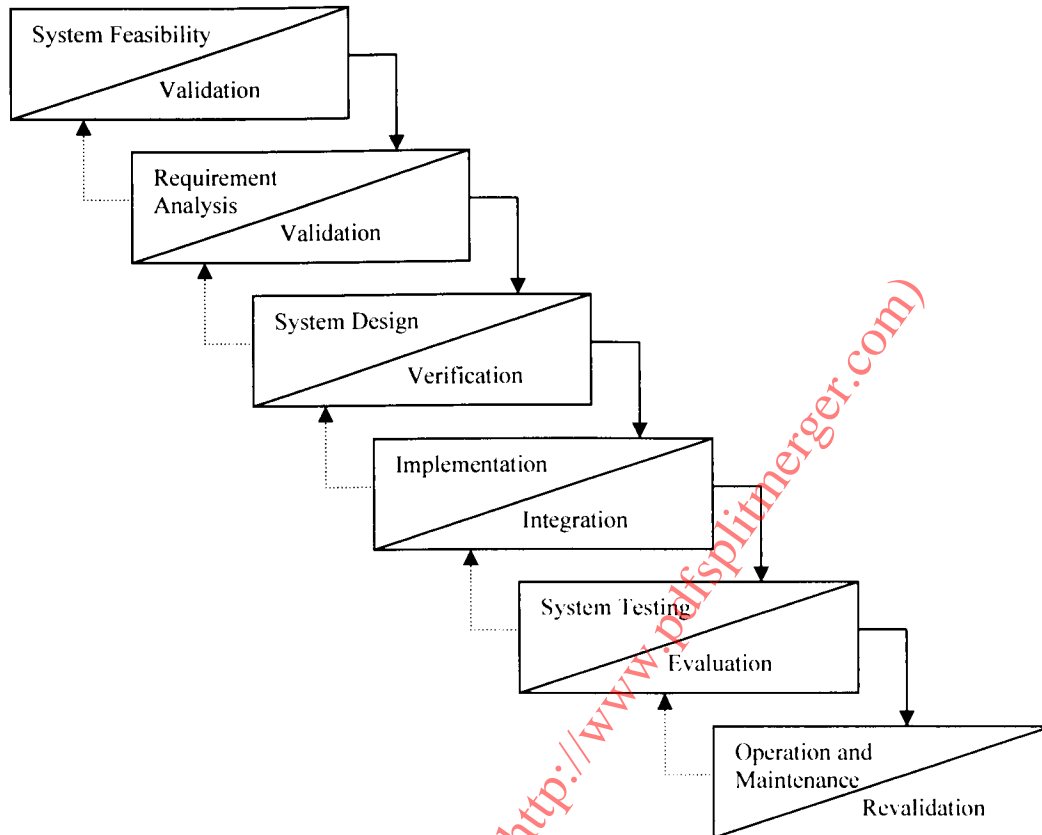 System Feasibility
Validation
Requirement
Analysis
Validation
System Design
Verification
Implementation
Integration
System Testing
Evaluation
Operation and
Maintenance
Revalidation
http://www.pdfsplitmerger.com)